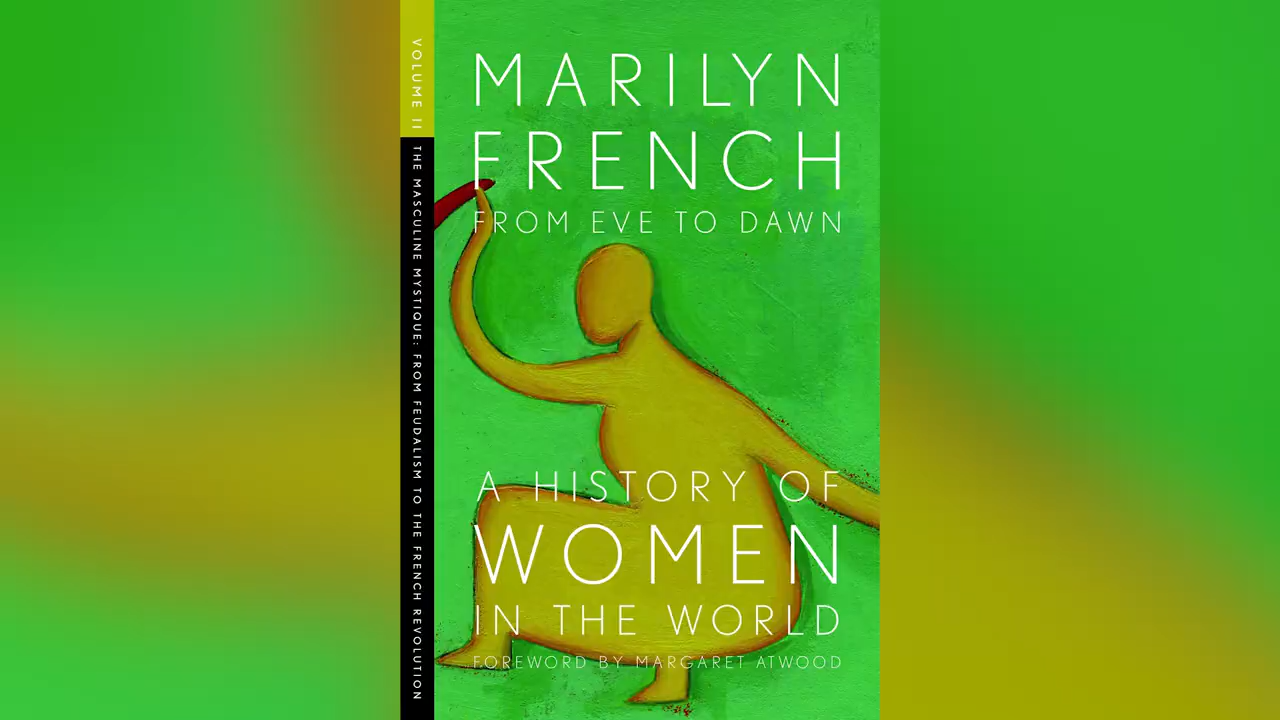 VOLUME II
THE MASCULINE MYSTIQUE: FROM FEUDALISM TO THE FRENCH REVOLUTION
MARILYN
FRENCH
FROM EVE TO DAWN
A HISTORY OF
WOMEN
IN THE WORLD
FOREWORD BY MARGARET ATWOOD